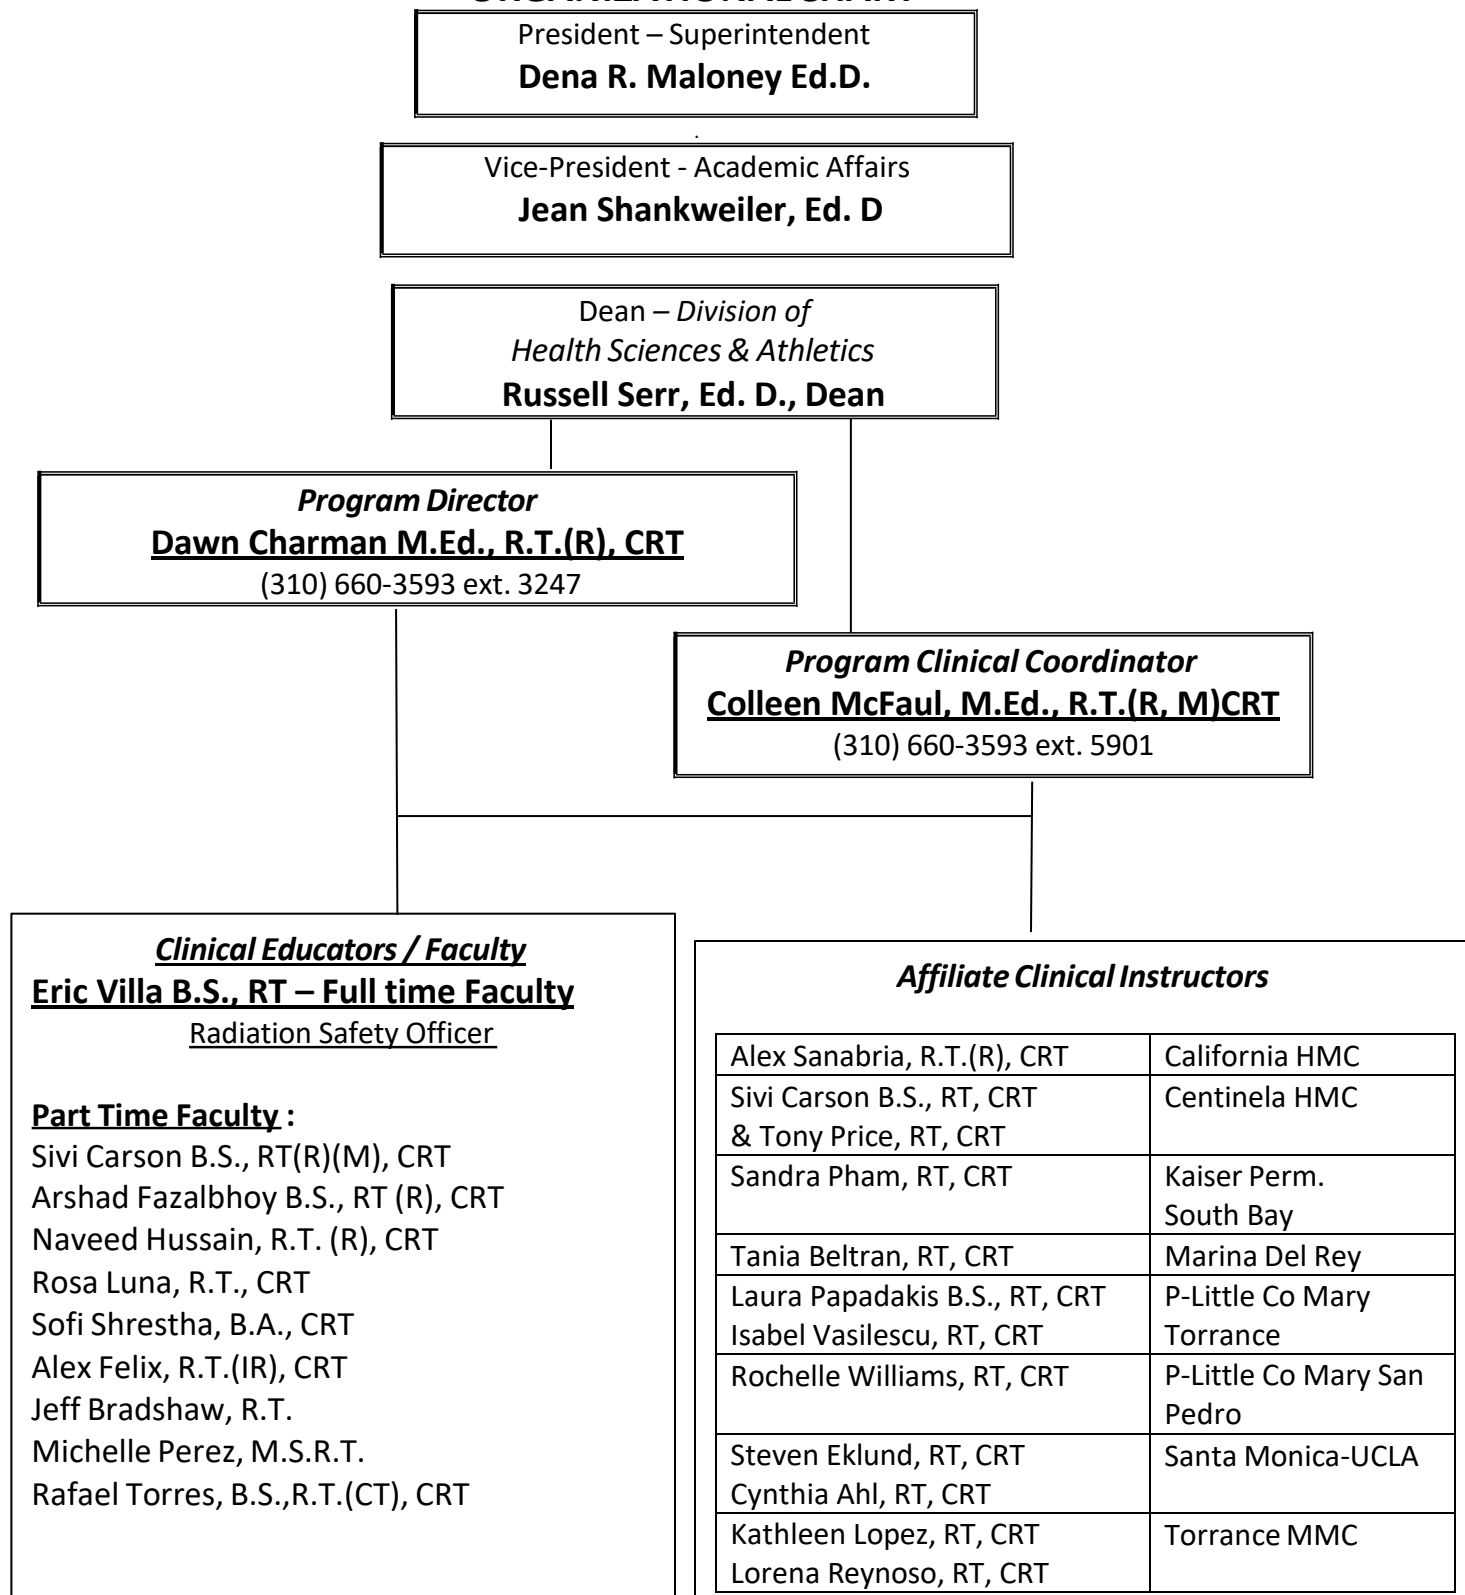 President – Superintendent
Dena R. Maloney Ed.D.
Vice-President - Academic Affairs
Jean Shankweiler, Ed. D
Dean – Division of
Health Sciences & Athletics
Russell Serr, Ed. D., Dean
Program Director
Dawn Charman M.Ed., R.T.(R), CRT
(310) 660-3593 ext. 3247
Program Clinical Coordinator
Colleen McFaul, M.Ed., R.T.(R, M)CRT
(310) 660-3593 ext. 5901
Clinical Educators / Faculty
Eric Villa B.S., RT – Full time Faculty
Radiation Safety Officer
Part Time Faculty :
Sivi Carson B.S., RT(R)(M), CRT
Arshad Fazalbhoy B.S., RT (R), CRT
Naveed Hussain, R.T. (R), CRT
Rosa Luna, R.T., CRT
Sofi Shrestha, B.A., CRT
Alex Felix, R.T.(IR), CRT
Jeff Bradshaw, R.T.
Michelle Perez, M.S.R.T.
Rafael Torres, B.S.,R.T.(CT), CRT
Affiliate Clinical Instructors
Alex Sanabria, R.T.(R), CRT California HMC
Sivi Carson B.S., RT, CRT Centinela HMC
& Tony Price, RT, CRT
Sandra Pham, RT, CRT Kaiser Perm.
South Bay
Tania Beltran, RT, CRT Marina Del Rey
Laura Papadakis B.S., RT, CRT P-Little Co Mary
Isabel Vasilescu, RT, CRT Torrance
Rochelle Williams, RT, CRT P-Little Co Mary San
Pedro
Steven Eklund, RT, CRT Santa Monica-UCLA
Cynthia Ahl, RT, CRT
Kathleen Lopez, RT, CRT Torrance MMC
Lorena Reynoso, RT, CRT